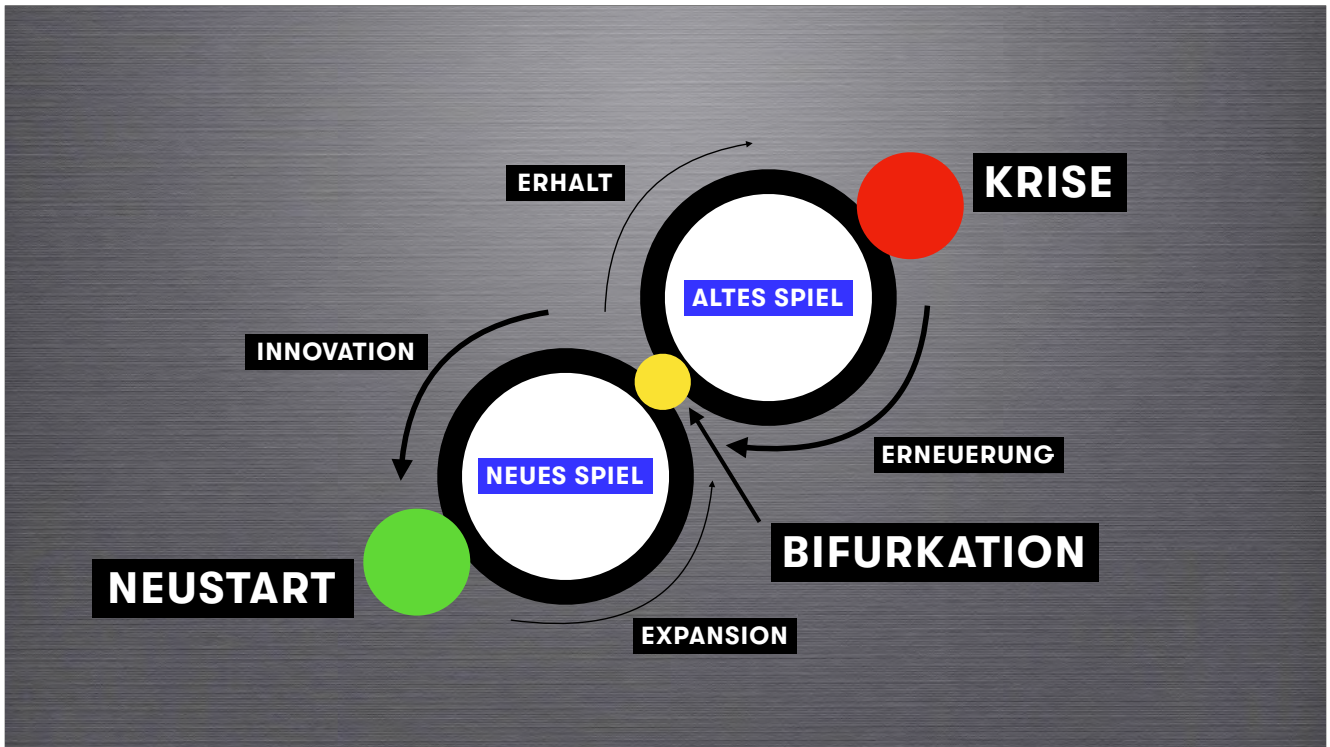 ERHALT
KRISE
ALTES SPIEL
INNOVATION
ERNEUERUNG
NEUES SPIEL
BIFURKATION
NEUSTART
EXPANSION